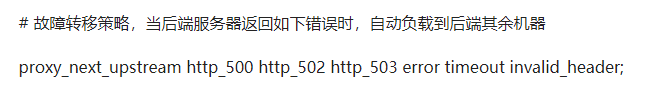 # 故障转移策略，当后端服务器返回如下错误时，自动负载到后端其余机器
proxy_next_upstream http_500 http_502 http_503 error timeout invalid_header;